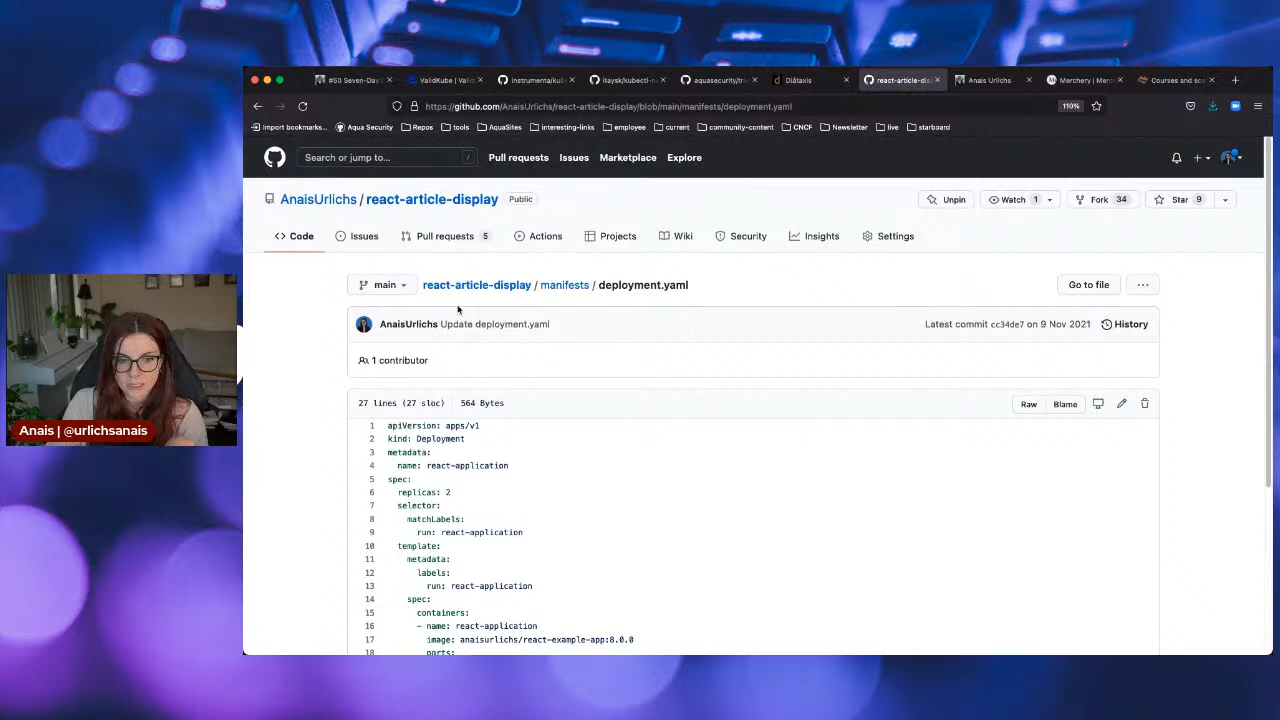 #60 Seven-Day
ValidKube | Valid
instrumenta/kub
itaysk/kubectl-n
aquasecurity/tri
Diátaxis
react-article-dis
Anais Urlichs
Merchery | Merc
Courses and sc
https://github.com/AnaisUrlichs/react-article-display/blob/main/manifests/deployment.yaml
110%
Import bookmarks...
Aqua Security
Repos
tools
AquaSites
interesting-links
employee
current
community-content
CNCF
Newsletter
live
starboard
Search or jump to...
/
Pull requests
Issues
Marketplace
Explore
AnaisUrlichs / react-article-display
Public
Unpin
Watch 1
Fork 34
Star 9
Code
Issues
Pull requests 5
Actions
Projects
Wiki
Security
Insights
Settings
main
react-article-display / manifests / deployment.yaml
Go to file
AnaisUrlichs Update deployment.yaml
Latest commit cc34de7 on 9 Nov 2021
History
1 contributor
27 lines (27 sloc) 564 Bytes
Raw
Blame
1 apiVersion: apps/v1
2 kind: Deployment
3 metadata:
4 name: react-application
5 spec:
6 replicas: 2
7 selector:
8 matchLabels:
9 run: react-application
10 template:
11 metadata:
12 labels:
13 run: react-application
14 spec:
15 containers:
16 - name: react-application
17 image: anaisurlichs/react-example-app:8.0.0
18 ports:
Anais | @urlichsanais